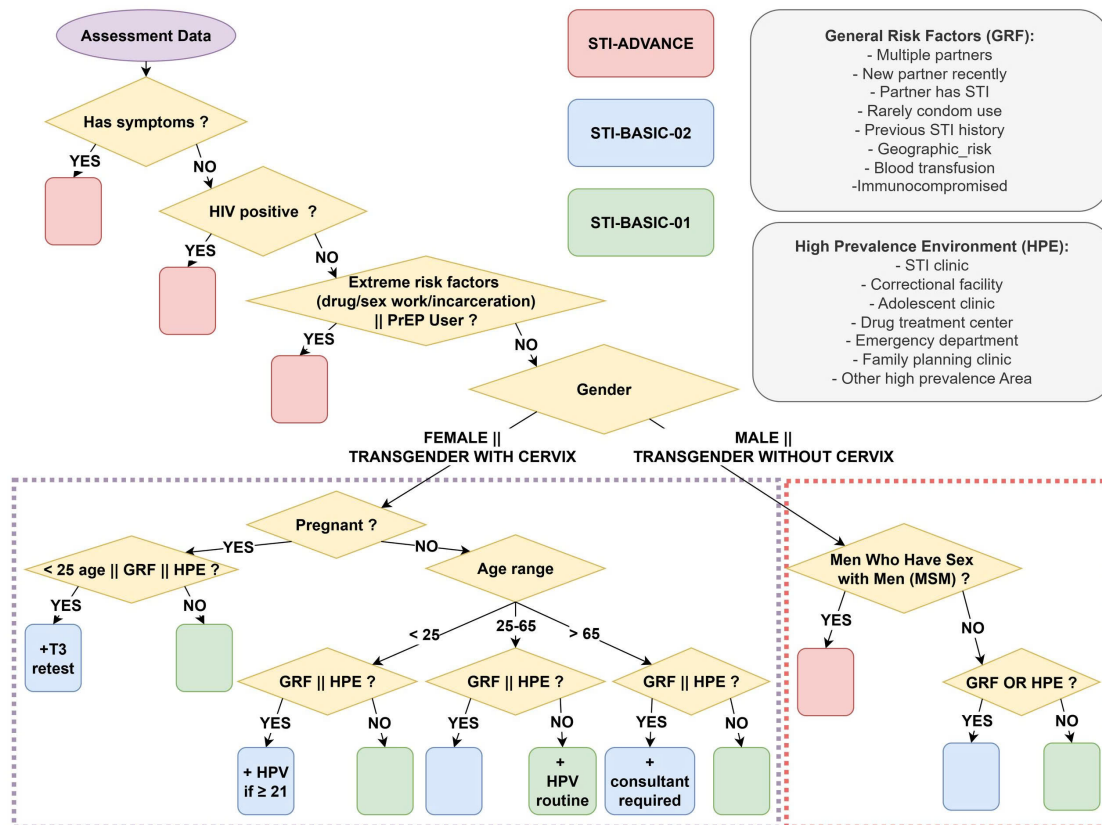 Assessment Data
STI-ADVANCE
STI-BASIC-02
STI-BASIC-01
General Risk Factors (GRF):
- Multiple partners
- New partner recently
- Partner has STI
- Rarely condom use
- Previous STI history
- Geographic_risk
- Blood transfusion
-Immunocompromised
High Prevalence Environment (HPE):
- STI clinic
- Correctional facility
- Adolescent clinic
- Drug treatment center
- Emergency department
- Family planning clinic
- Other high prevalence Area
Has symptoms ?
YES
NO
HIV positive ?
YES
NO
Extreme risk factors
(drug/sex work/incarceration)
|| PrEP User ?
YES
NO
Gender
FEMALE ||
TRANSGENDER WITH CERVIX
MALE ||
TRANSGENDER WITHOUT CERVIX
Pregnant ?
YES
NO
< 25 age || GRF || HPE ?
YES
NO
+T3
retest
Age range
< 25
25-65
> 65
GRF || HPE ?
YES
NO
+ HPV
if ≥ 21
GRF || HPE ?
YES
NO
+
HPV
routine
GRF || HPE ?
YES
NO
+
consultant
required
Men Who Have Sex
with Men (MSM) ?
YES
NO
GRF OR HPE ?
YES
NO